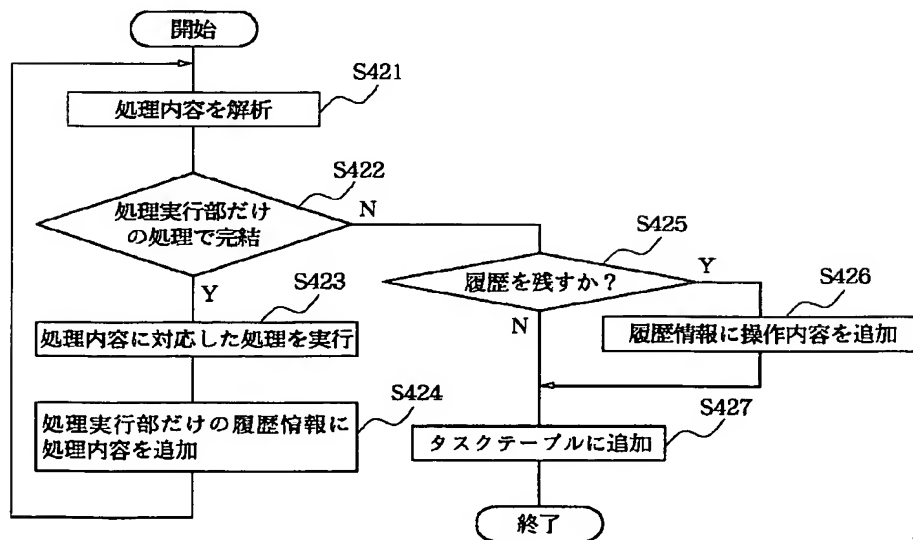 開始
S421
処理内容を解析
S422
処理実行部だけ
の処理で完結
N
Y
S423
処理内容に対応した処理を実行
S424
処理実行部だけの履歴情報に
処理内容を追加
S425
履歴を残すか？
Y
N
S426
履歴情報に操作内容を追加
S427
タスクテーブルに追加
終了